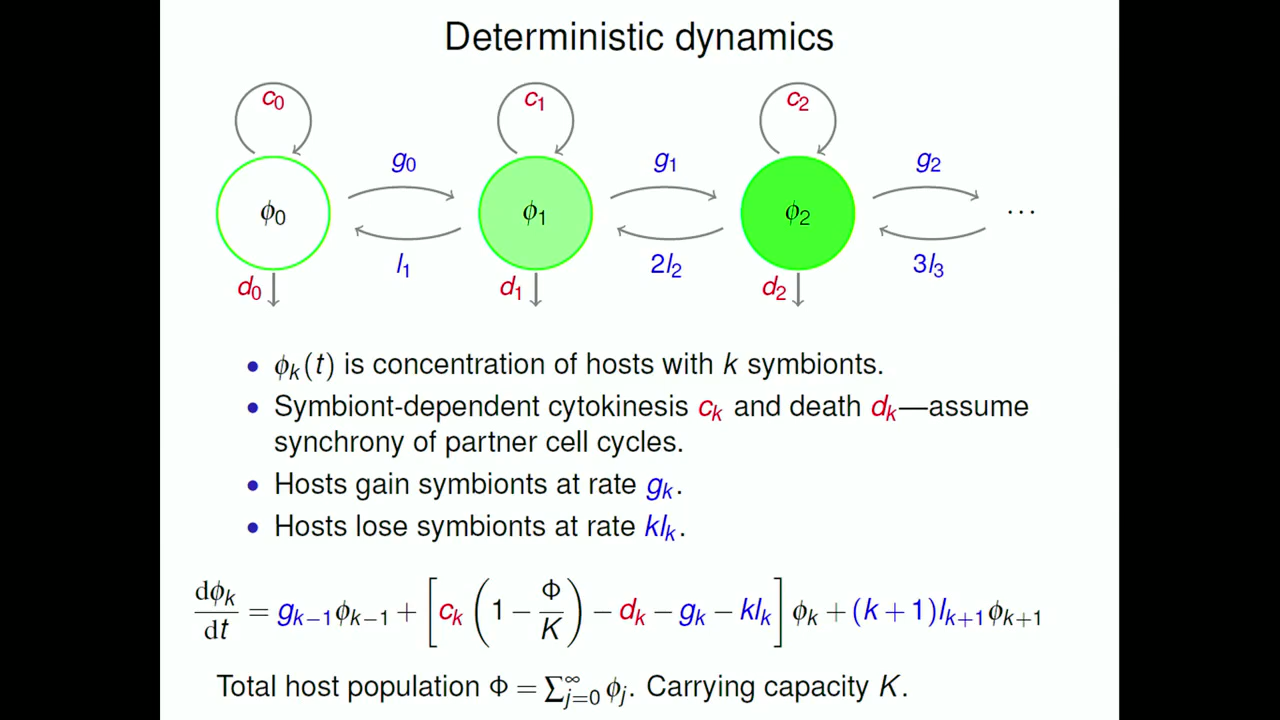 Deterministic dynamics
c₀ c₁ c₂
g₀ g₁ g₂
ϕ₀ ϕ₁ ϕ₂ ⋯
l₁ 2l₂ 3l₃
d₀ d₁ d₂
• ϕₖ(t) is concentration of hosts with k symbionts.
• Symbiont-dependent cytokinesis cₖ and death dₖ—assume
synchrony of partner cell cycles.
• Hosts gain symbionts at rate gₖ.
• Hosts lose symbionts at rate klₖ.
dϕₖ/dt = gₖ₋₁ϕₖ₋₁ + [cₖ(1 − Φ/K) − dₖ − gₖ − klₖ] ϕₖ + (k + 1)lₖ₊₁ϕₖ₊₁
Total host population Φ = ∑_{j=0}^{∞} ϕⱼ. Carrying capacity K.